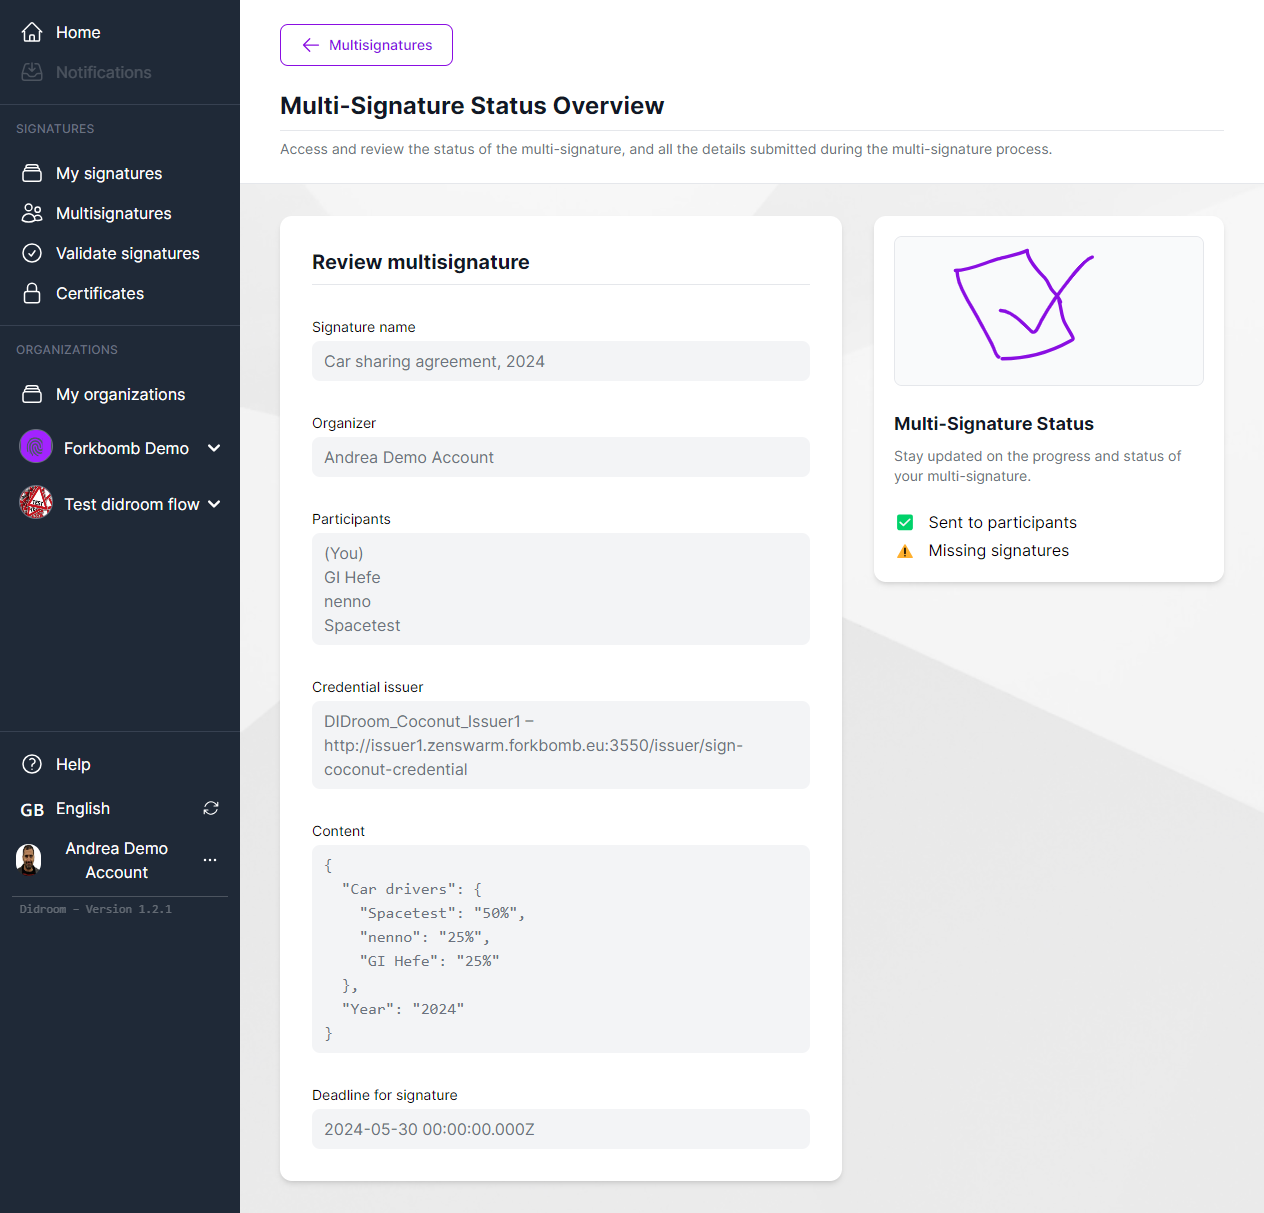 Home
Notifications
SIGNATURES
My signatures
Multisignatures
Validate signatures
Certificates
ORGANIZATIONS
My organizations
Forkbomb Demo
Test didroom flow
Help
GB English
Andrea Demo
Account
Didroom – Version 1.2.1
Multisignatures
Multi-Signature Status Overview
Access and review the status of the multi-signature, and all the details submitted during the multi-signature process.
Review multisignature
Signature name
Car sharing agreement, 2024
Organizer
Andrea Demo Account
Participants
(You)
GI Hefe
nenno
Spacetest
Credential issuer
DIDroom_Coconut_Issuer1 –
http://issuer1.zenswarm.forkbomb.eu:3550/issuer/sign-
coconut-credential
Content
{
"Car drivers": {
"Spacetest": "50%",
"nenno": "25%",
"GI Hefe": "25%"
},
"Year": "2024"
}
Deadline for signature
2024-05-30 00:00:00.000Z
Multi-Signature Status
Stay updated on the progress and status of
your multi-signature.
Sent to participants
Missing signatures